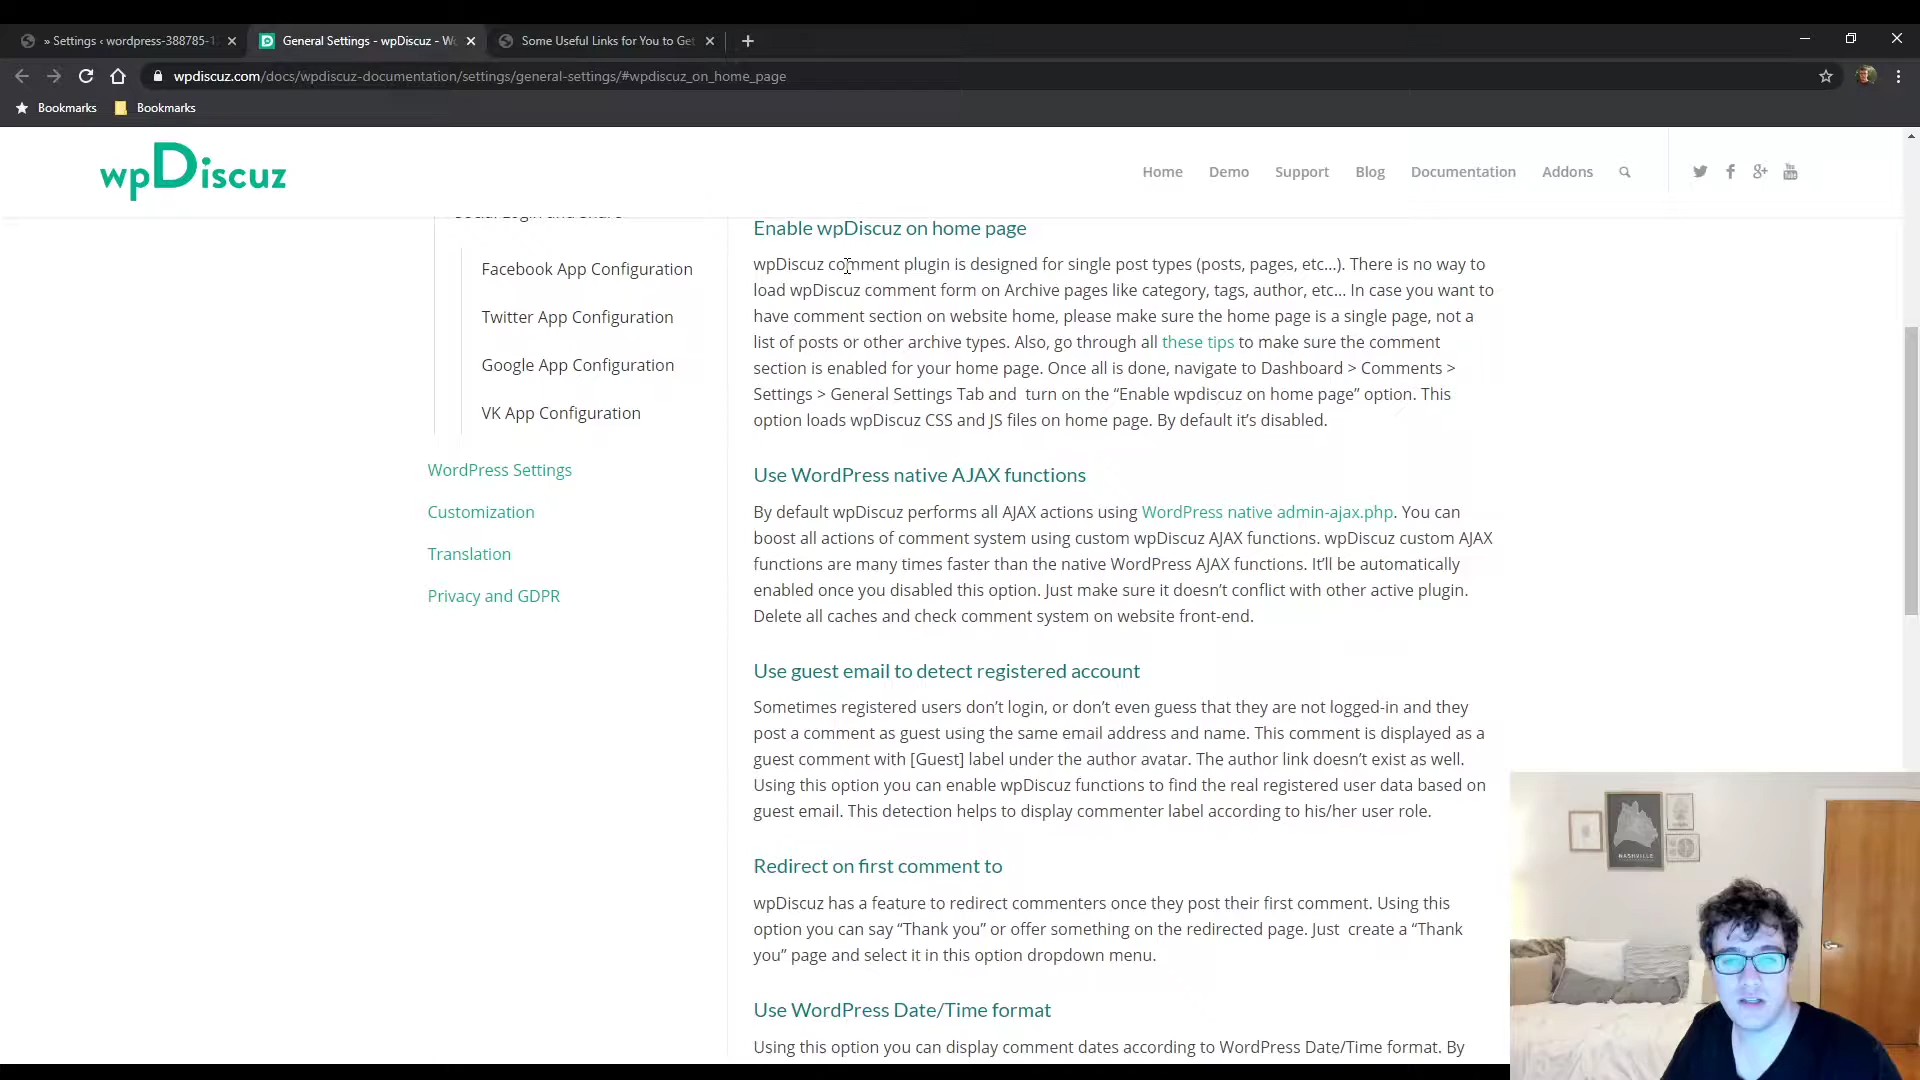 » Settings ‹ wordpress-388785-1
General Settings - wpDiscuz - W
Some Useful Links for You to Get
wpdiscuz.com/docs/wpdiscuz-documentation/settings/general-settings/#wpdiscuz_on_home_page
Bookmarks
Bookmarks
wpDiscuz
Home
Demo
Support
Blog
Documentation
Addons
Social Login and Share
Facebook App Configuration
Twitter App Configuration
Google App Configuration
VK App Configuration
WordPress Settings
Customization
Translation
Privacy and GDPR
Enable wpDiscuz on home page
wpDiscuz comment plugin is designed for single post types (posts, pages, etc…). There is no way to
load wpDiscuz comment form on Archive pages like category, tags, author, etc… In case you want to
have comment section on website home, please make sure the home page is a single page, not a
list of posts or other archive types. Also, go through all these tips to make sure the comment
section is enabled for your home page. Once all is done, navigate to Dashboard > Comments >
Settings > General Settings Tab and turn on the “Enable wpdiscuz on home page” option. This
option loads wpDiscuz CSS and JS files on home page. By default it’s disabled.
Use WordPress native AJAX functions
By default wpDiscuz performs all AJAX actions using WordPress native admin-ajax.php. You can
boost all actions of comment system using custom wpDiscuz AJAX functions. wpDiscuz custom AJAX
functions are many times faster than the native WordPress AJAX functions. It’ll be automatically
enabled once you disabled this option. Just make sure it doesn’t conflict with other active plugin.
Delete all caches and check comment system on website front-end.
Use guest email to detect registered account
Sometimes registered users don’t login, or don’t even guess that they are not logged-in and they
post a comment as guest using the same email address and name. This comment is displayed as a
guest comment with [Guest] label under the author avatar. The author link doesn’t exist as well.
Using this option you can enable wpDiscuz functions to find the real registered user data based on
guest email. This detection helps to display commenter label according to his/her user role.
Redirect on first comment to
wpDiscuz has a feature to redirect commenters once they post their first comment. Using this
option you can say “Thank you” or offer something on the redirected page. Just create a “Thank
you” page and select it in this option dropdown menu.
Use WordPress Date/Time format
Using this option you can display comment dates according to WordPress Date/Time format. By
NASHVILLE